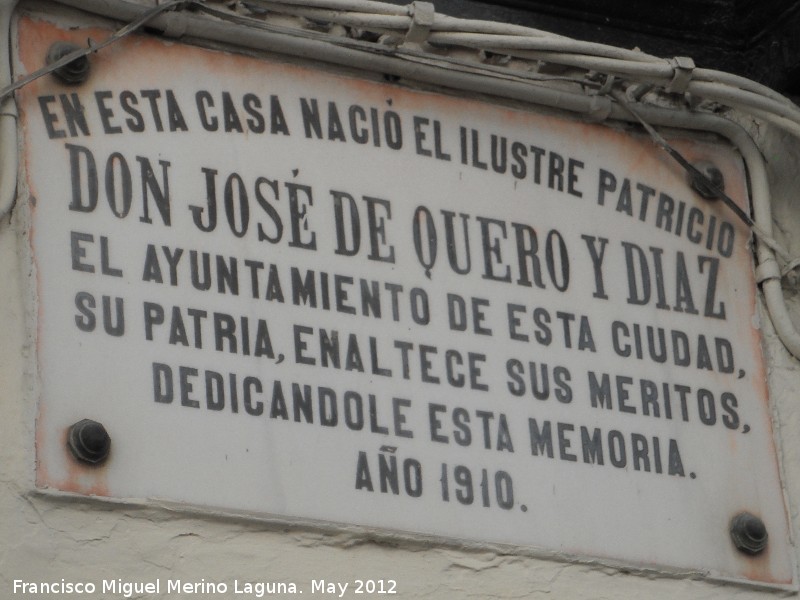 EN ESTA CASA NACIÓ EL ILUSTRE PATRICIO
DON JOSÉ DE QUERO Y DIAZ
EL AYUNTAMIENTO DE ESTA CIUDAD,
SU PATRIA, ENALTECE SUS MERITOS,
DEDICANDOLE ESTA MEMORIA.
AÑO 1910.
Francisco Miguel Merino Laguna. May 2012